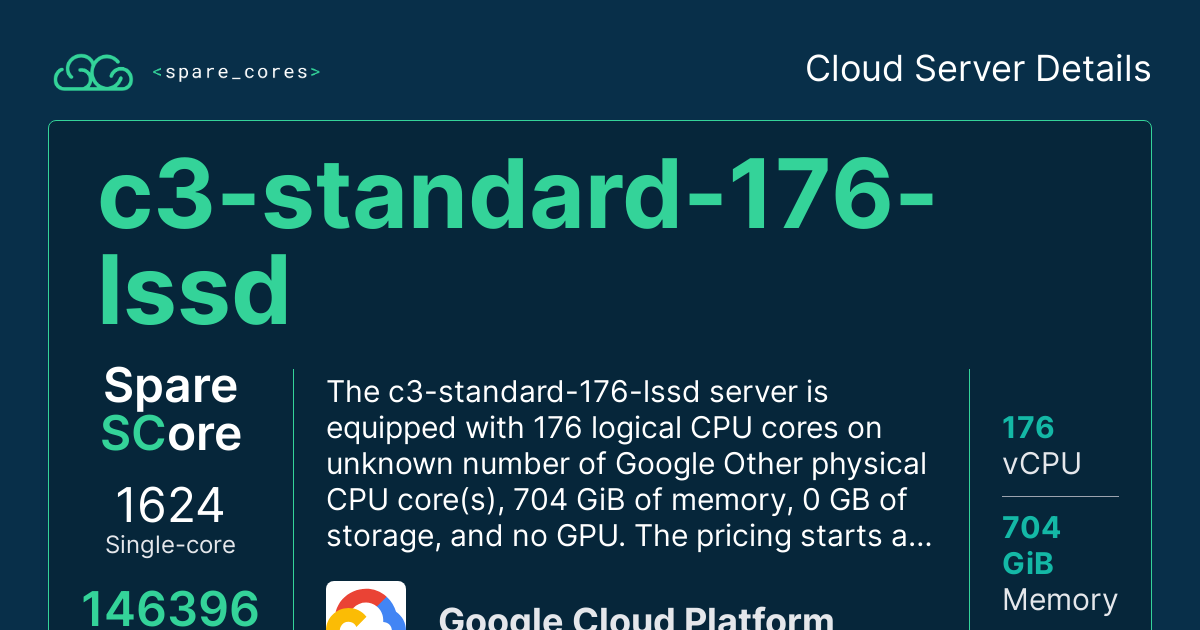 <spare_cores>
Cloud Server Details
c3-standard-176-
lssd
Spare
SCore
1624
Single-core
146396
The c3-standard-176-lssd server is
equipped with 176 logical CPU cores on
unknown number of Google Other physical
CPU core(s), 704 GiB of memory, 0 GB of
storage, and no GPU. The pricing starts a...
Google Cloud Platform
176
vCPU
704
GiB
Memory